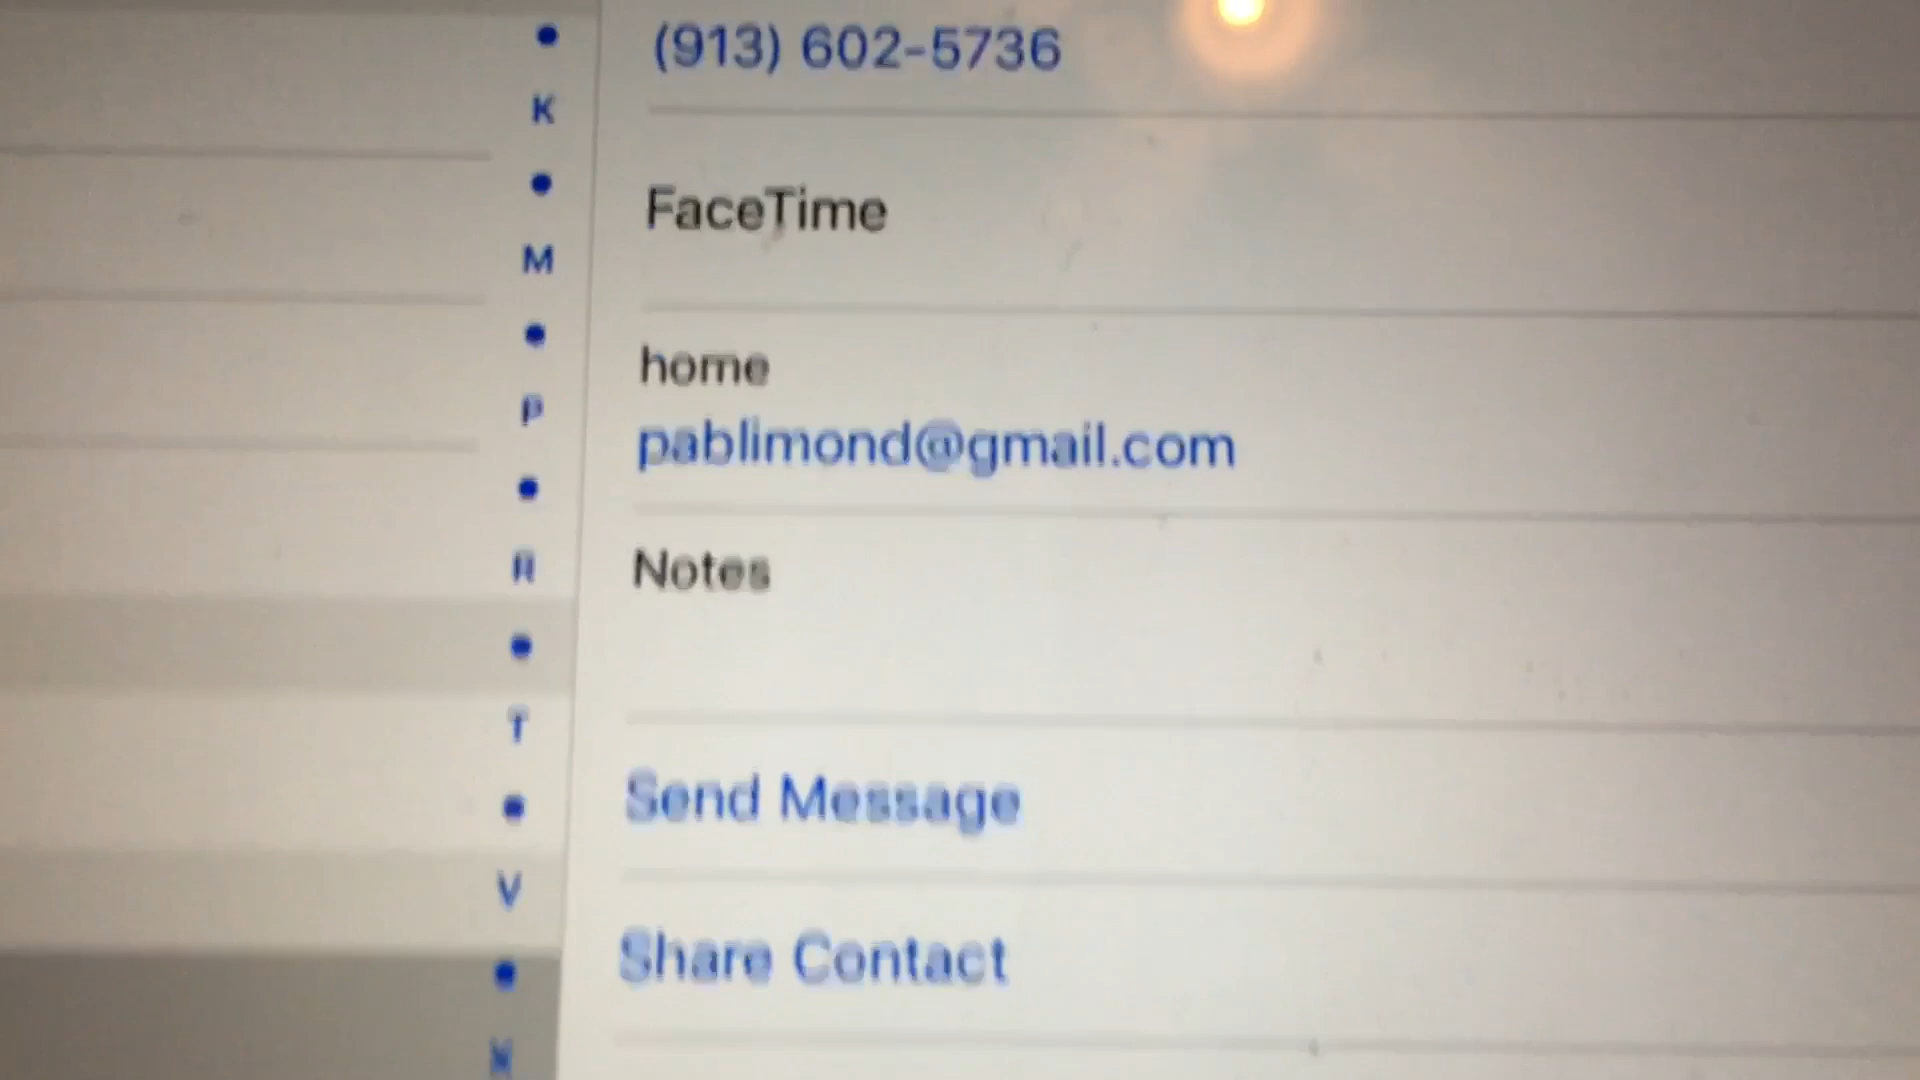 (913) 602-5736
FaceTime
home
pablimond@gmail.com
Notes
Send Message
Share Contact
K
M
P
R
T
V